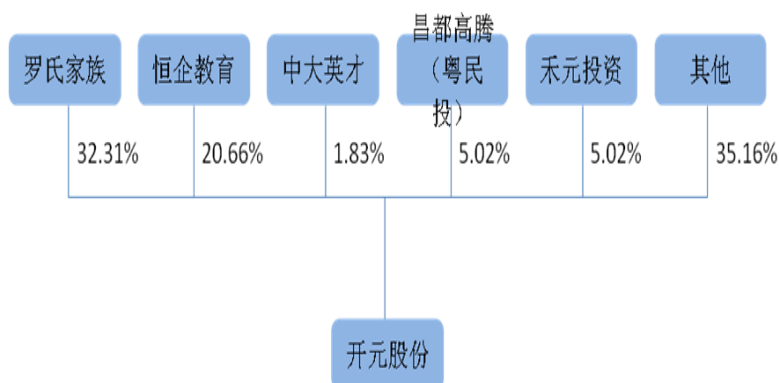 罗氏家族
恒企教育
中大英才
昌都高腾
（粤民
投）
禾元投资
其他
32.31%
20.66%
1.83%
5.02%
5.02%
35.16%
开元股份